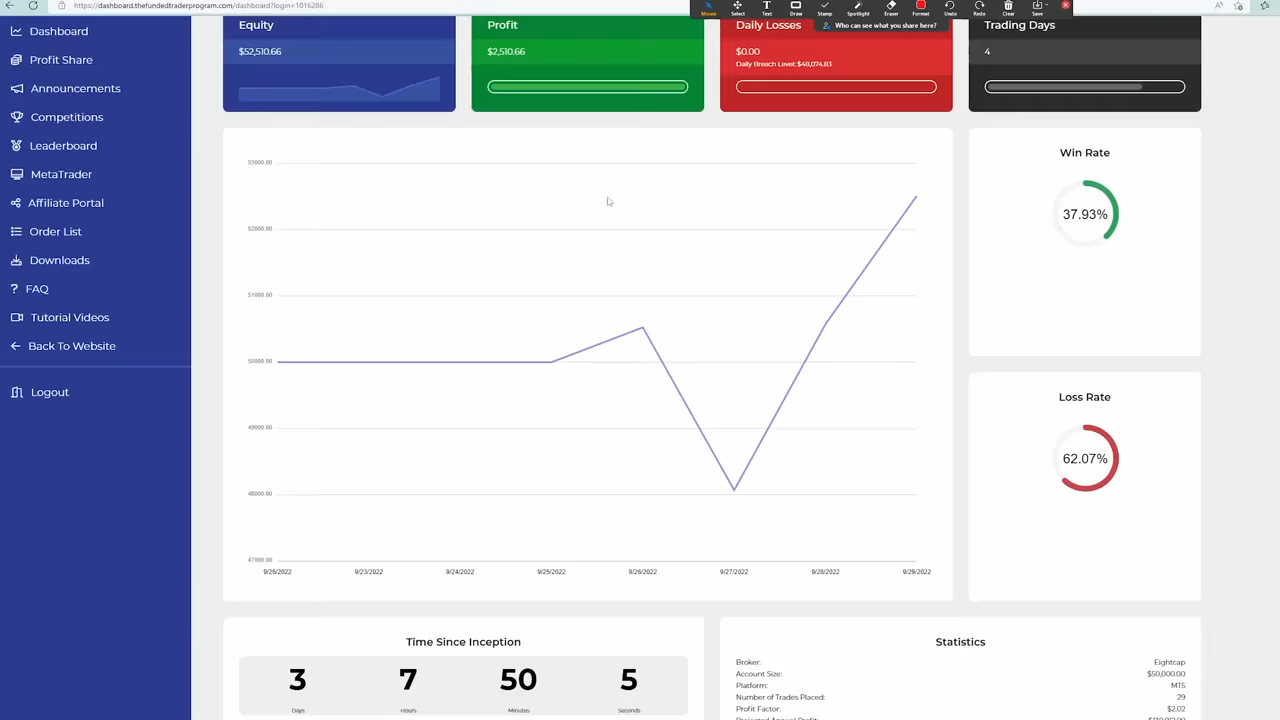 https://dashboard.thefundedtraderprogram.com/dashboard?login=1016286
Mouse
Select
Text
Draw
Stamp
Spotlight
Eraser
Format
Undo
Redo
Clear
Save
Who can see what you share here?
Dashboard
Profit Share
Announcements
Competitions
Leaderboard
MetaTrader
Affiliate Portal
Order List
Downloads
FAQ
Tutorial Videos
Back To Website
Logout
Equity
$52,510.66
Profit
$2,510.66
Daily Losses
$0.00
Daily Breach Level: $48,074.83
Trading Days
4
53000.00
52000.00
51000.00
50000.00
49000.00
48000.00
47000.00
9/26/2022 9/23/2022 9/24/2022 9/25/2022 9/26/2022 9/27/2022 9/28/2022 9/29/2022
Win Rate
37.93%
Loss Rate
62.07%
Time Since Inception
3 7 50 5
Days Hours Minutes Seconds
Statistics
Broker: Eightcap
Account Size: $50,000.00
Platform: MT5
Number of Trades Placed: 29
Profit Factor: $2.02
Projected Annual Profit: